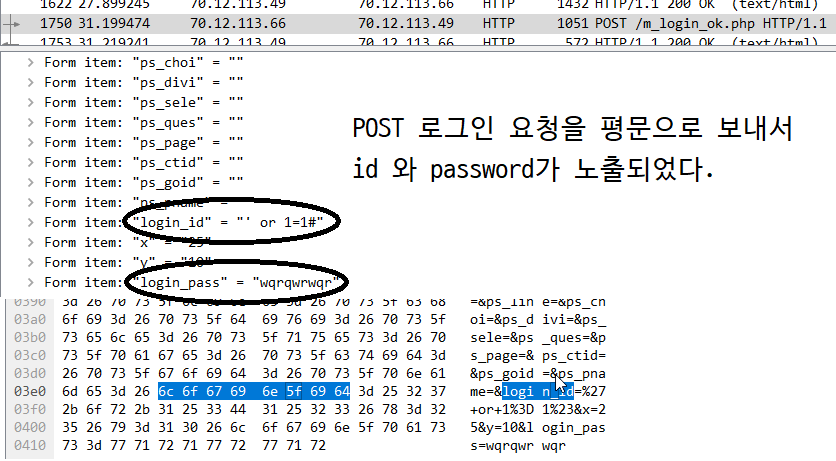 1622 27.899245 70.12.113.49 70.12.113.66 HTTP 1432 HTTP/1.1 200 OK (text/html)
1750 31.199474 70.12.113.66 70.12.113.49 HTTP 1051 POST /m_login_ok.php HTTP/1.1
1753 31.219241 70.12.113.49 70.12.113.66 HTTP 572 HTTP/1.1 200 OK (text/html)
> Form item: "ps_choi" = ""
> Form item: "ps_divi" = ""
> Form item: "ps_sele" = ""
> Form item: "ps_ques" = ""
> Form item: "ps_page" = ""
> Form item: "ps_ctid" = ""
> Form item: "ps_goid" = ""
> Form item: "ps_pname" = ""
> Form item: "login_id" = "' or 1=1#"
> Form item: "x" = "25"
> Form item: "y" = "10"
> Form item: "login_pass" = "wqrqwrwqr"
POST 로그인 요청을 평문으로 보내서
id 와 password가 노출되었다.
0390 3d 26 70 73 5f 6c 69 6e 65 3d 26 70 73 5f 63 68 =&ps_lin e=&ps_ch
03a0 6f 69 3d 26 70 73 5f 64 69 76 69 3d 26 70 73 5f oi=&ps_d ivi=&ps_
03b0 73 65 6c 65 3d 26 70 73 5f 71 75 65 73 3d 26 70 sele=&ps _ques=&p
03c0 73 5f 70 61 67 65 3d 26 70 73 5f 63 74 69 64 3d s_page=& ps_ctid=
03d0 26 70 73 5f 67 6f 69 64 3d 26 70 73 5f 70 6e 61 &ps_goid =&ps_pna
03e0 6d 65 3d 26 6c 6f 67 69 6e 5f 69 64 3d 25 32 37 me=&logi n_id=%27
03f0 2b 6f 72 2b 31 25 33 44 31 25 32 33 26 78 3d 32 +or+1%3D 1%23&x=2
0400 35 26 79 3d 31 30 26 6c 6f 67 69 6e 5f 70 61 73 5&y=10&l ogin_pas
0410 73 3d 77 71 72 71 77 72 77 71 72 s=wqrqwr wqr